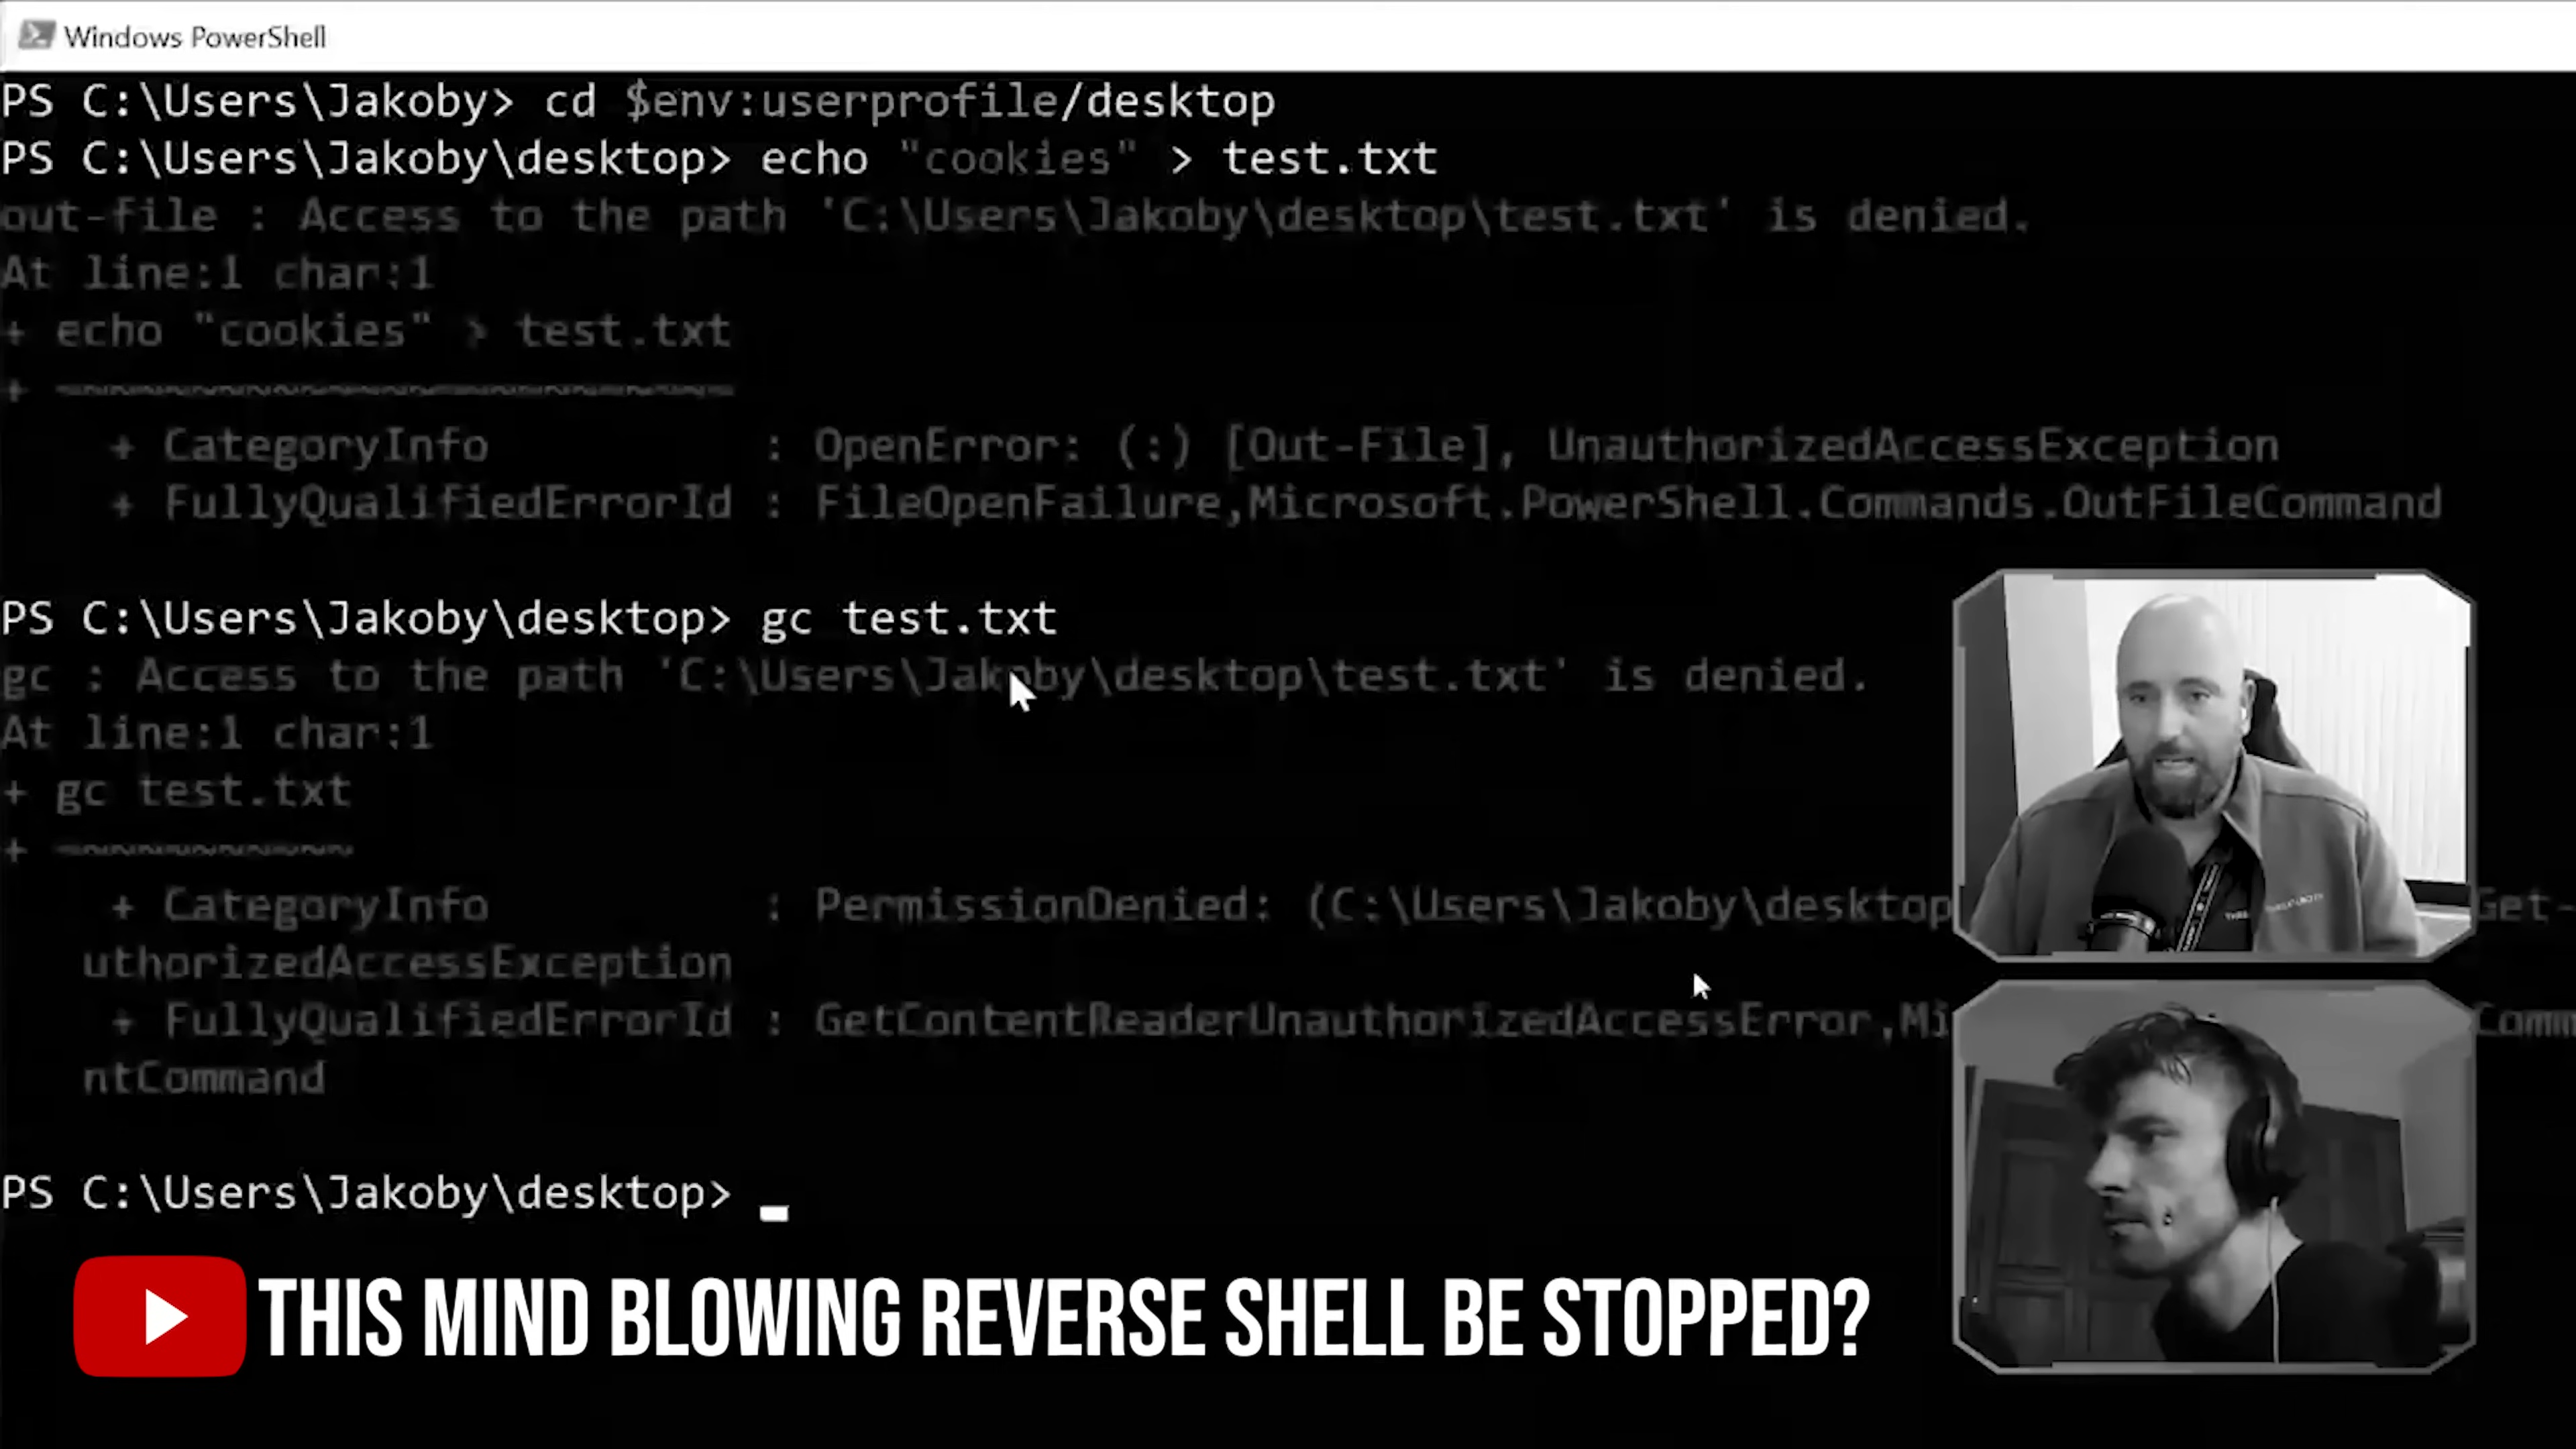 Windows PowerShell
PS C:\Users\Jakoby> cd $env:userprofile/desktop
PS C:\Users\Jakoby\desktop> echo "cookies" > test.txt
out-file : Access to the path 'C:\Users\Jakoby\desktop\test.txt' is denied.
At line:1 char:1
+ echo "cookies" > test.txt
+ ~~~~~~~~~~~~~~~~~~~~~~~~~
+ CategoryInfo : OpenError: (:) [Out-File], UnauthorizedAccessException
+ FullyQualifiedErrorId : FileOpenFailure,Microsoft.PowerShell.Commands.OutFileCommand
PS C:\Users\Jakoby\desktop> gc test.txt
gc : Access to the path 'C:\Users\Jakoby\desktop\test.txt' is denied.
At line:1 char:1
+ gc test.txt
+ ~~~~~~~~~~~
+ CategoryInfo : PermissionDenied: (C:\Users\Jakoby\desktop Get-
uthorizedAccessException
+ FullyQualifiedErrorId : GetContentReaderUnauthorizedAccessError,Mi Comm
ntCommand
PS C:\Users\Jakoby\desktop>
THIS MIND BLOWING REVERSE SHELL BE STOPPED?